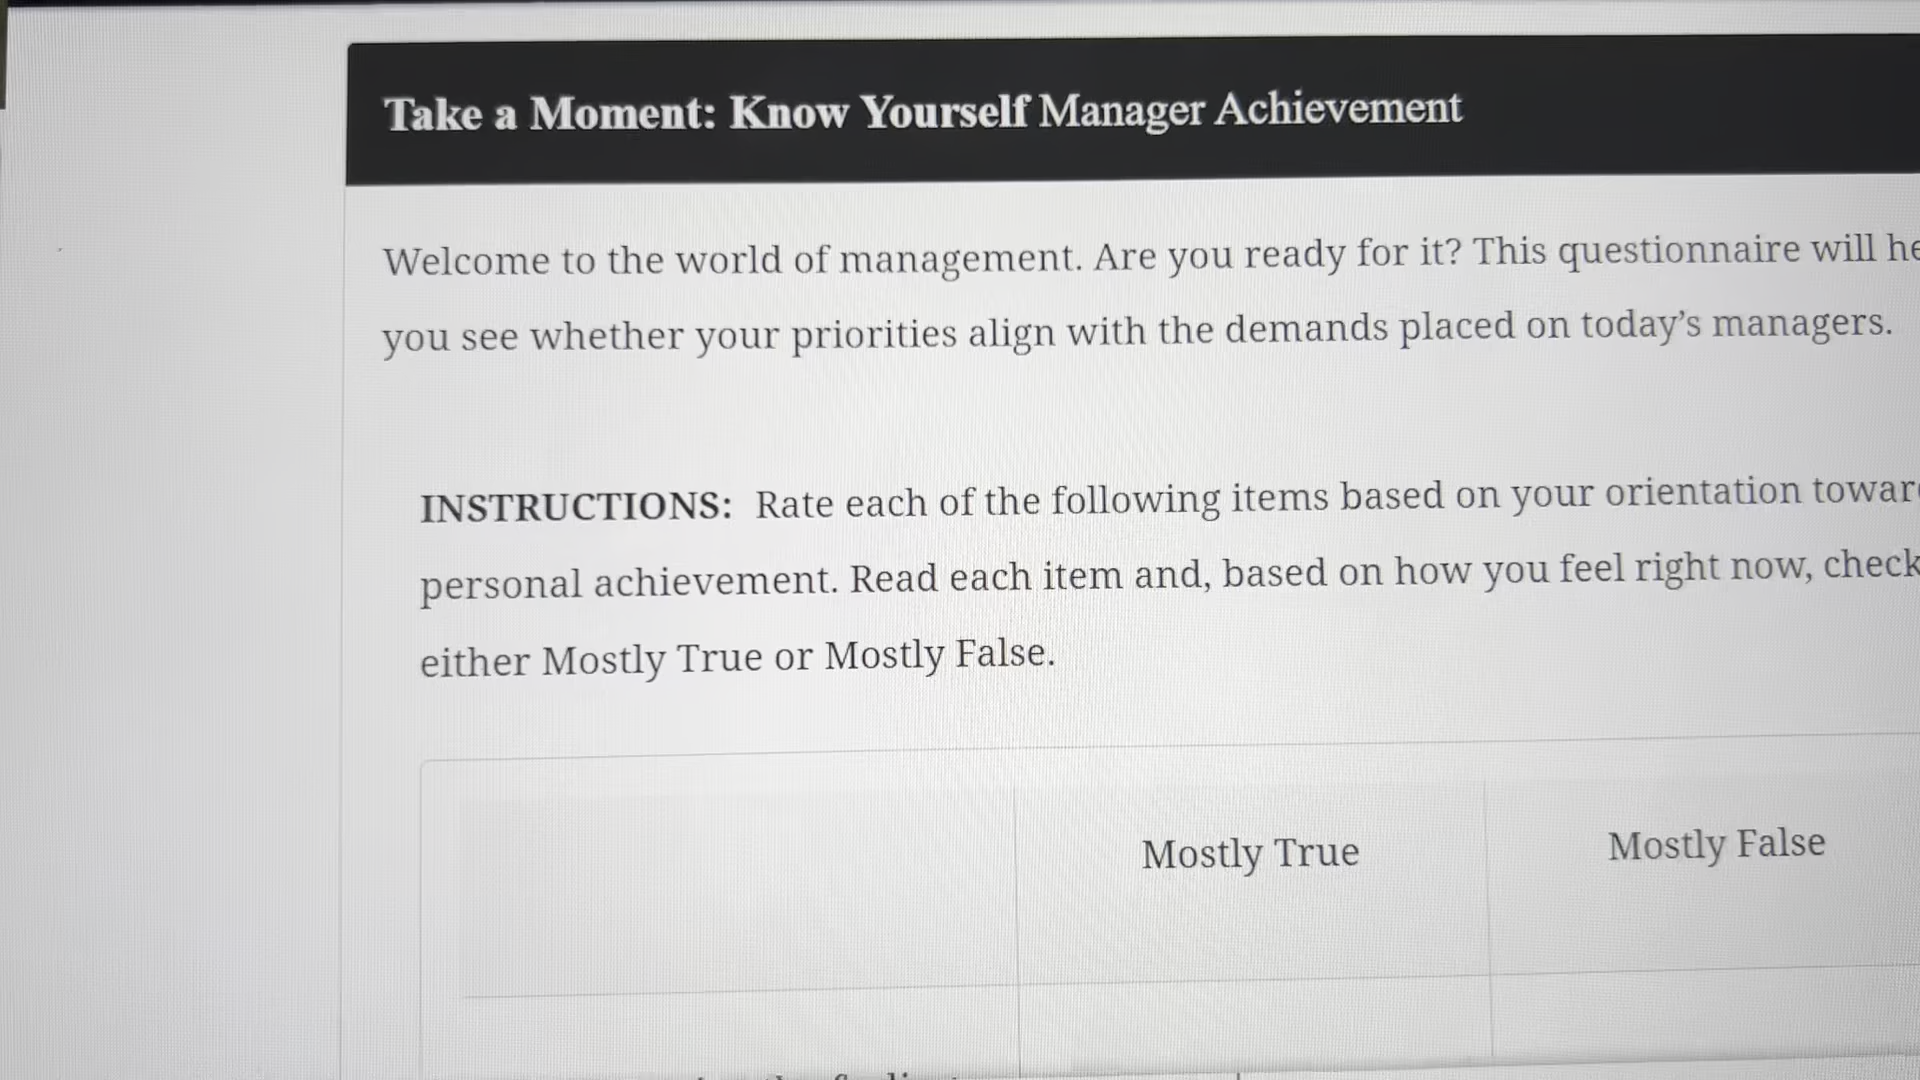 Take a Moment: Know Yourself Manager Achievement
Welcome to the world of management. Are you ready for it? This questionnaire will
you see whether your priorities align with the demands placed on today’s managers.
INSTRUCTIONS: Rate each of the following items based on your orientation
personal achievement. Read each item and, based on how you feel right now, check
either Mostly True or Mostly False.
Mostly True
Mostly False